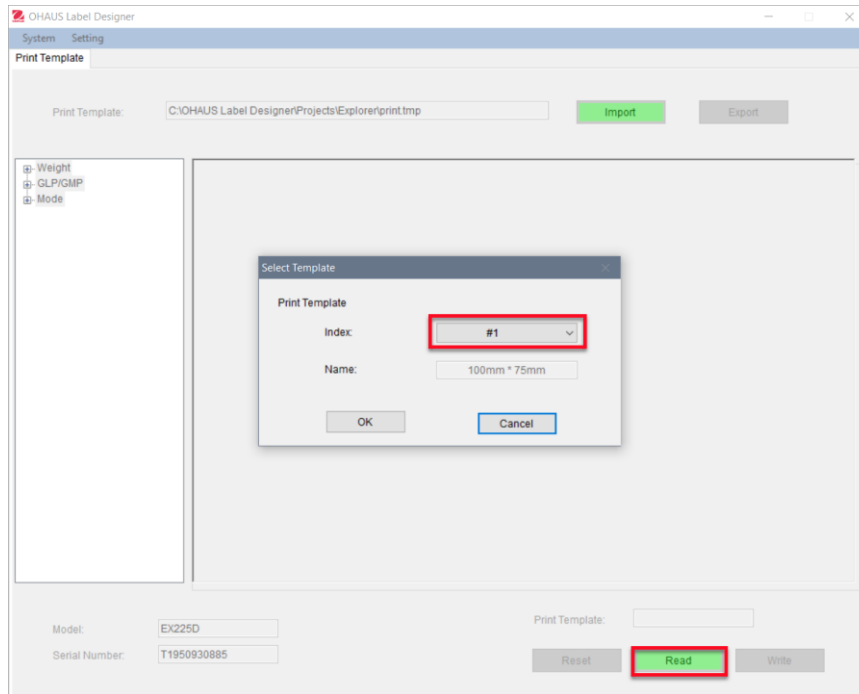 OHAUS Label Designer
System Setting
Print Template
Print Template: C:\OHAUS Label Designer\Projects\Explorer\print.tmp Import Export
Weight
GLP/GMP
Mode
Select Template
Print Template
Index: #1
Name: 100mm * 75mm
OK Cancel
Print Template:
Model: EX225D
Serial Number: T1950930885
Reset Read Write